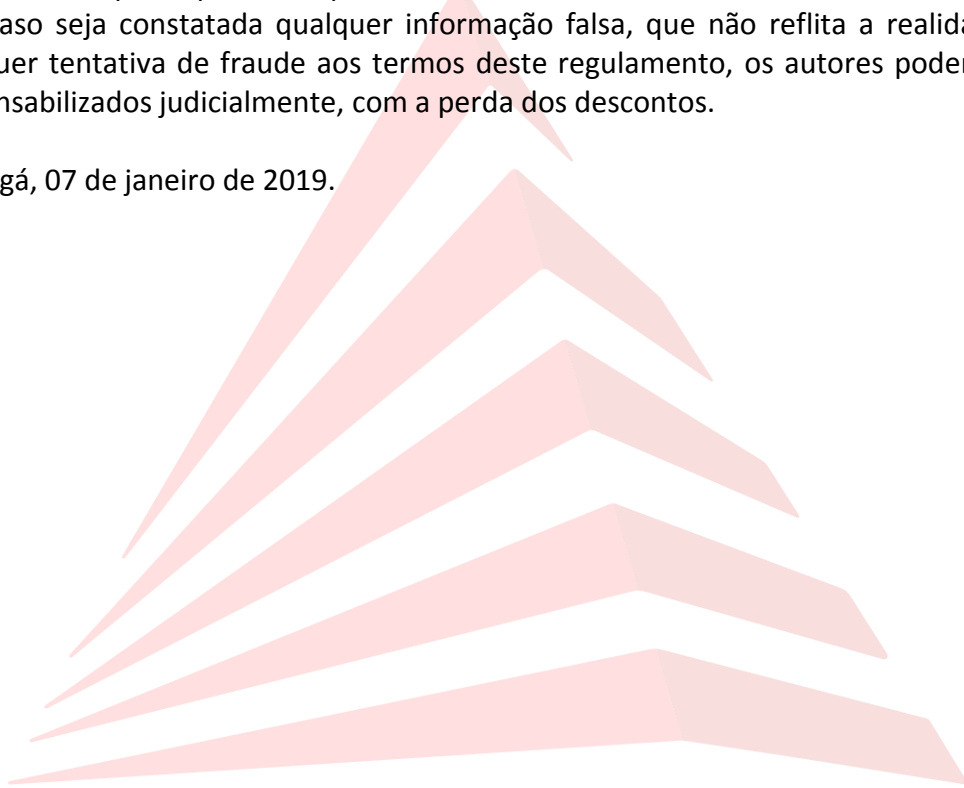 aso seja constatada qualquer informação falsa, que não reflita a realida
uer tentativa de fraude aos termos deste regulamento, os autores poder
nsabilizados judicialmente, com a perda dos descontos.
gá, 07 de janeiro de 2019.